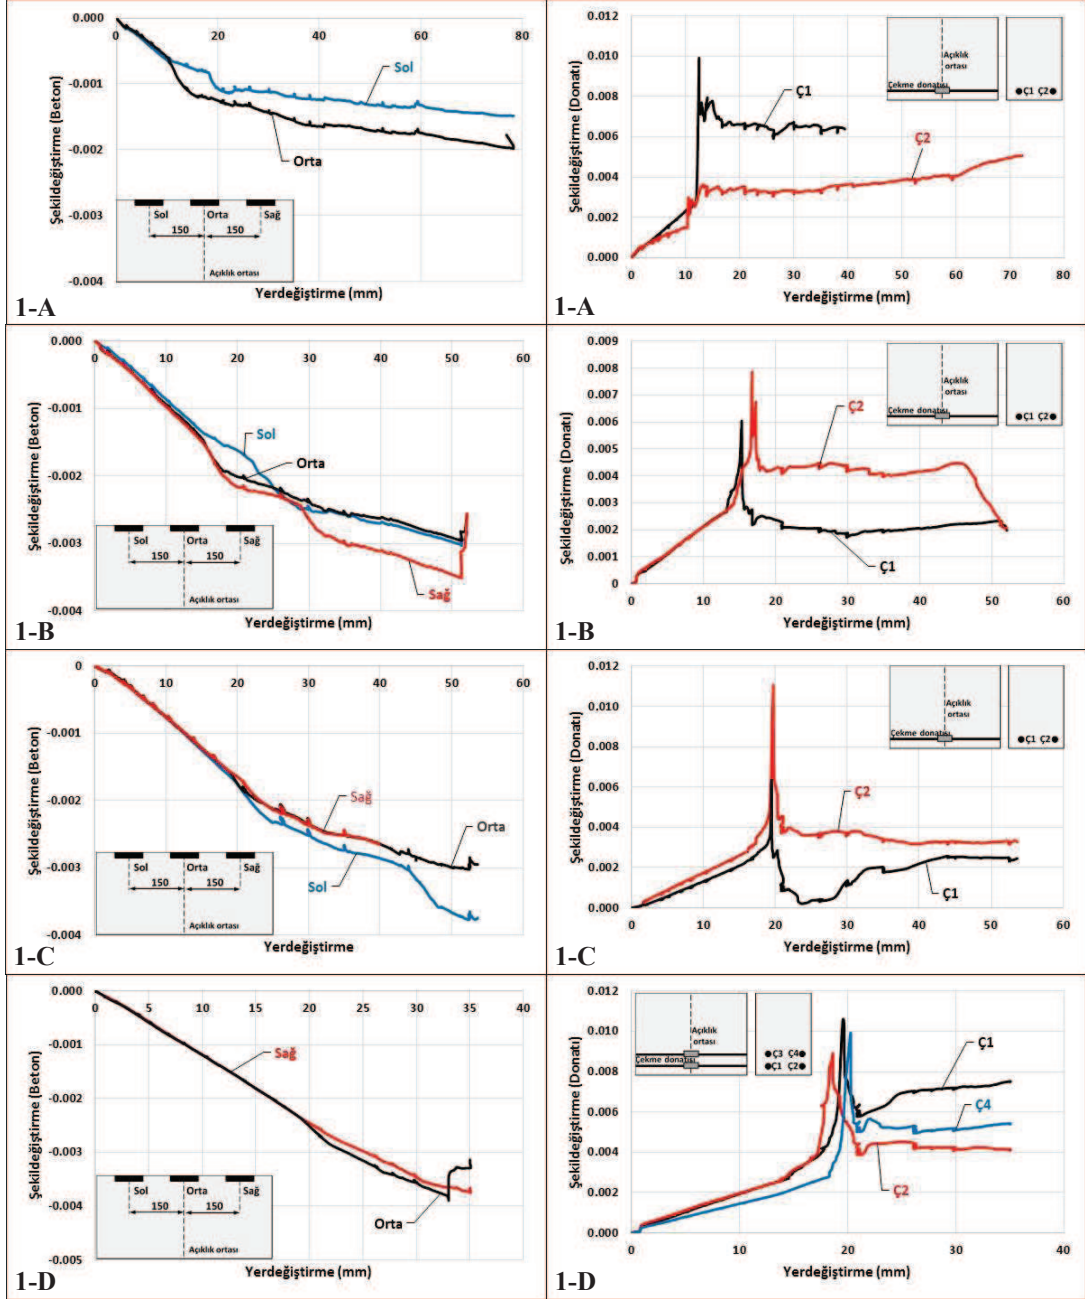 0.000
-0.001
-0.002
-0.003
-0.004
0
20
40
60
80
Şekildeğiştirme (Beton)
Yerdeğiştirme (mm)
Sol
Orta
Sol
Orta
Sağ
150
150
Açıklık ortası
1-A
0.012
0.010
0.008
0.006
0.004
0.002
0.000
0
10
20
30
40
50
60
70
80
Şekildeğiştirme (Donatı)
Yerdeğiştirme (mm)
Ç1
Ç2
Açıklık
ortası
Çekme donatısı
Ç1 Ç2
1-A
0.000
-0.001
-0.002
-0.003
-0.004
0
10
20
30
40
50
60
Şekildeğiştirme (Beton)
Yerdeğiştirme (mm)
Sol
Orta
Sağ
Sol
Orta
Sağ
150
150
Açıklık ortası
1-B
0.009
0.008
0.007
0.006
0.005
0.004
0.003
0.002
0.001
0
0
10
20
30
40
50
60
Şekildeğiştirme (Donatı)
Yerdeğiştirme (mm)
Ç2
Ç1
Açıklık
ortası
Çekme donatısı
Ç1 Ç2
1-B
0
-0.001
-0.002
-0.003
-0.004
0
10
20
30
40
50
60
Şekildeğiştirme (Beton)
Yerdeğiştirme
Sağ
Orta
Sol
Sol
Orta
Sağ
150
150
Açıklık ortası
1-C
0.012
0.010
0.008
0.006
0.004
0.002
0.000
0
10
20
30
40
50
60
Şekildeğiştirme (Donatı)
Yerdeğiştirme (mm)
Ç2
Ç1
Açıklık
ortası
Çekme donatısı
Ç1 Ç2
1-C
0.000
-0.001
-0.002
-0.003
-0.004
-0.005
0
5
10
15
20
25
30
35
40
Şekildeğiştirme (Beton)
Yerdeğiştirme (mm)
Sağ
Orta
Sol
Orta
Sağ
150
150
Açıklık ortası
1-D
0.012
0.010
0.008
0.006
0.004
0.002
0.000
0
10
20
30
40
Şekildeğiştirme (Donatı)
Yerdeğiştirme (mm)
Ç1
Ç4
Ç2
Açıklık
ortası
Çekme donatısı
Ç3 Ç4
Ç1 Ç2
1-D